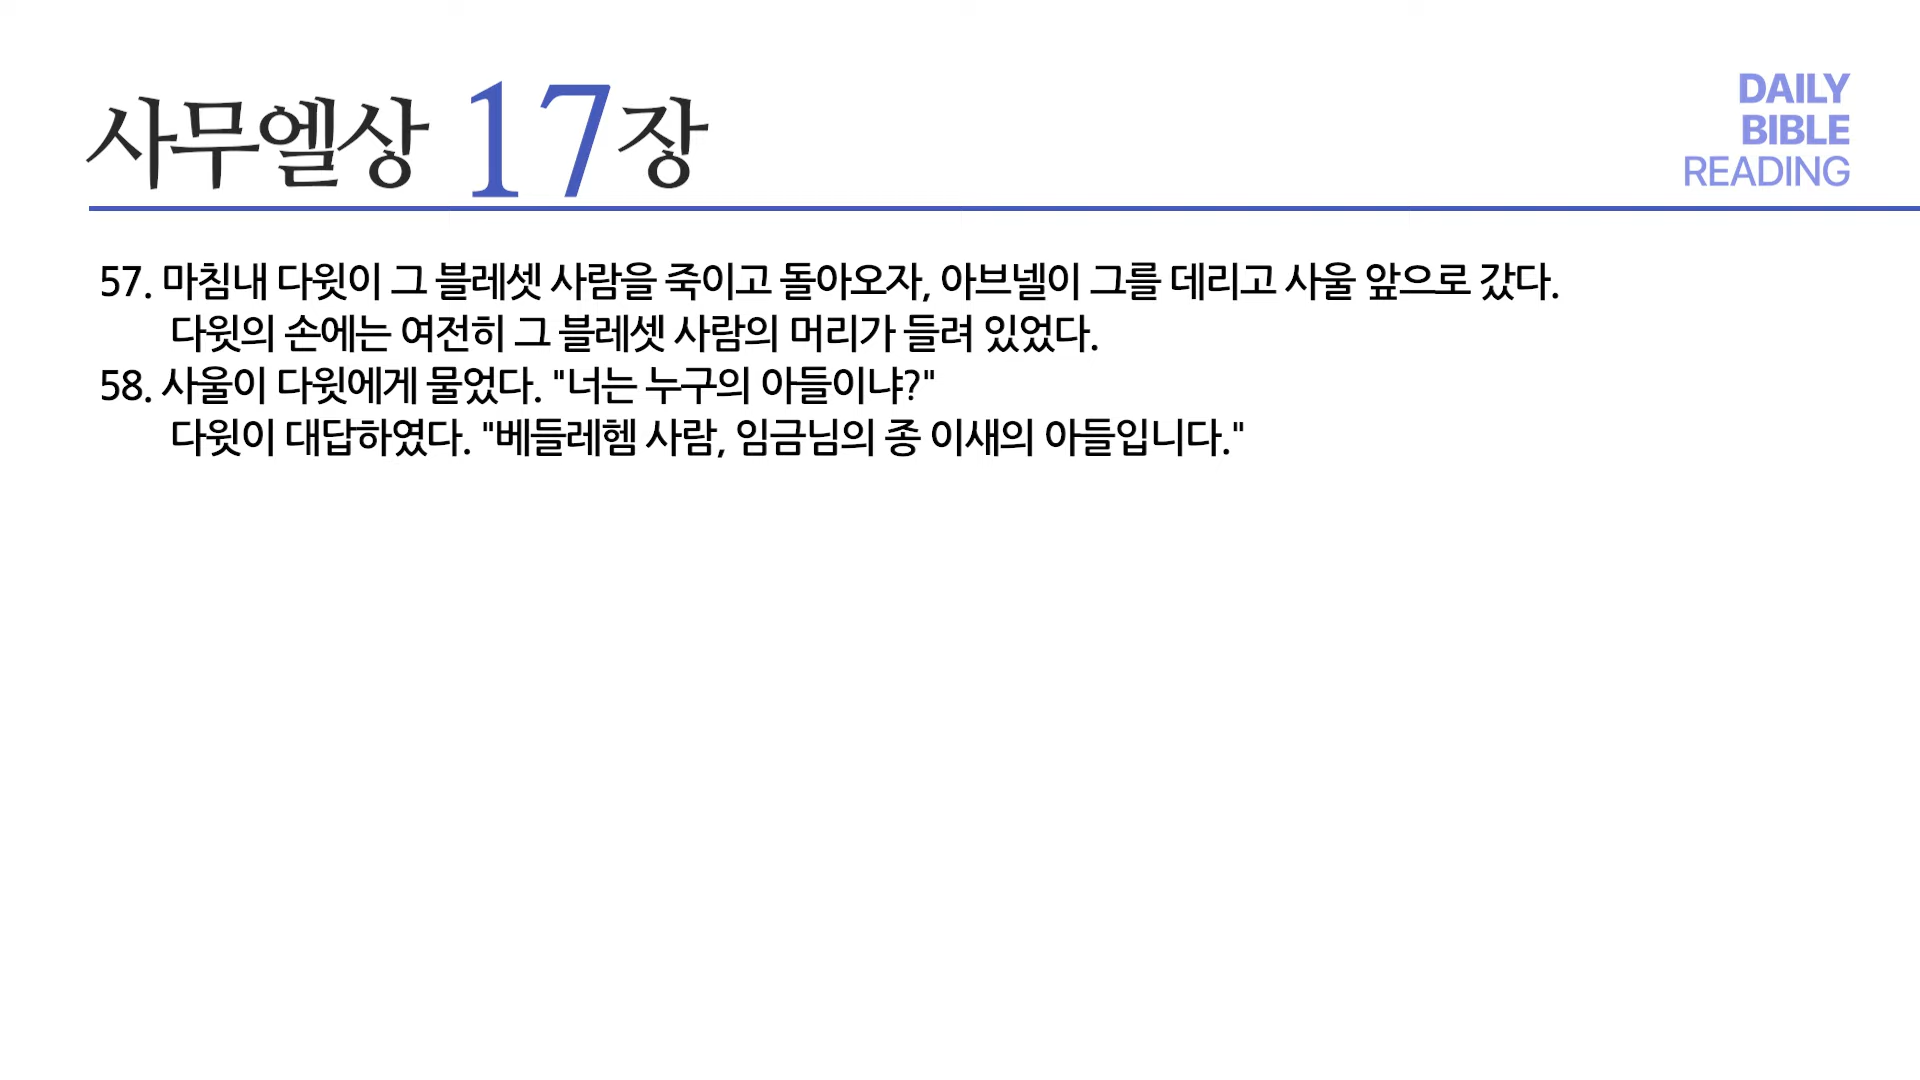 사무엘상 17장
DAILY
BIBLE
READING
57. 마침내 다윗이 그 블레셋 사람을 죽이고 돌아오자, 아브넬이 그를 데리고 사울 앞으로 갔다.
다윗의 손에는 여전히 그 블레셋 사람의 머리가 들려 있었다.
58. 사울이 다윗에게 물었다. "너는 누구의 아들이냐?"
다윗이 대답하였다. "베들레헴 사람, 임금님의 종 이새의 아들입니다."